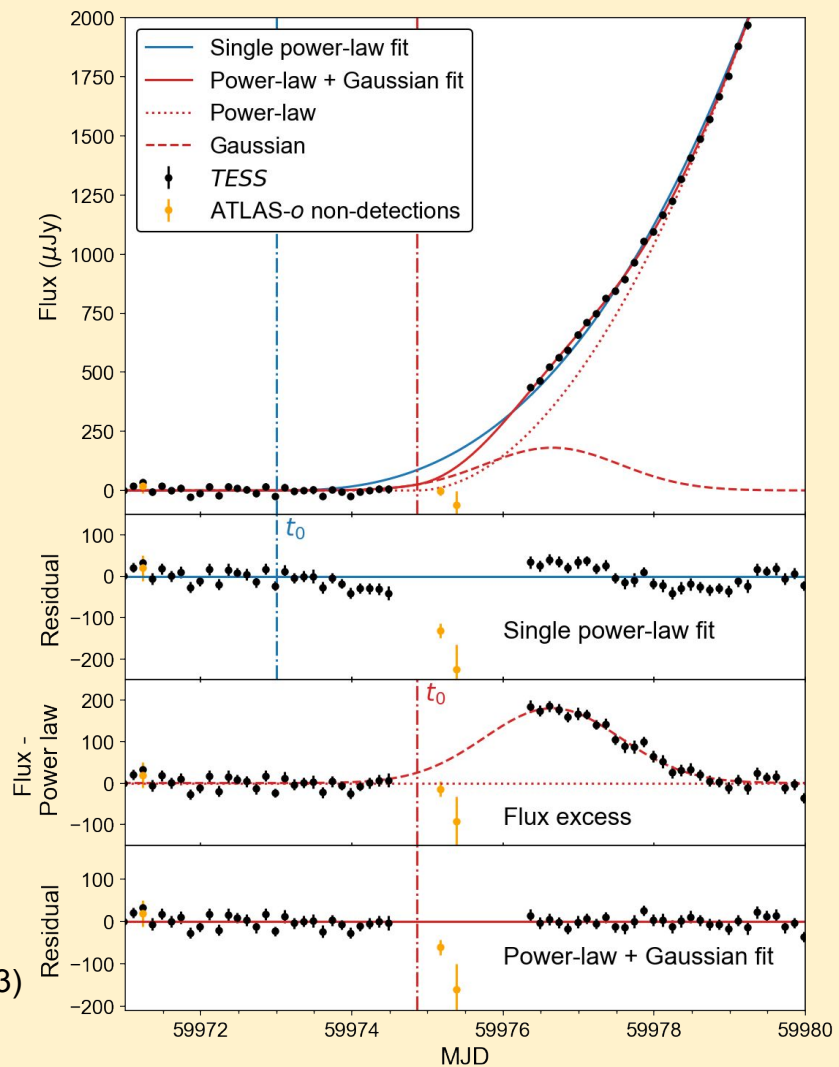 2000
1750
1500
1250
1000
750
500
250
0
Flux (μJy)
Single power-law fit
Power-law + Gaussian fit
Power-law
Gaussian
TESS
ATLAS-o non-detections
100
0
−100
−200
Residual
t0
Single power-law fit
200
100
0
−100
Flux -
Power law
t0
Flux excess
100
0
−100
−200
Residual
Power-law + Gaussian fit
3)
59972
59974
59976
59978
59980
MJD